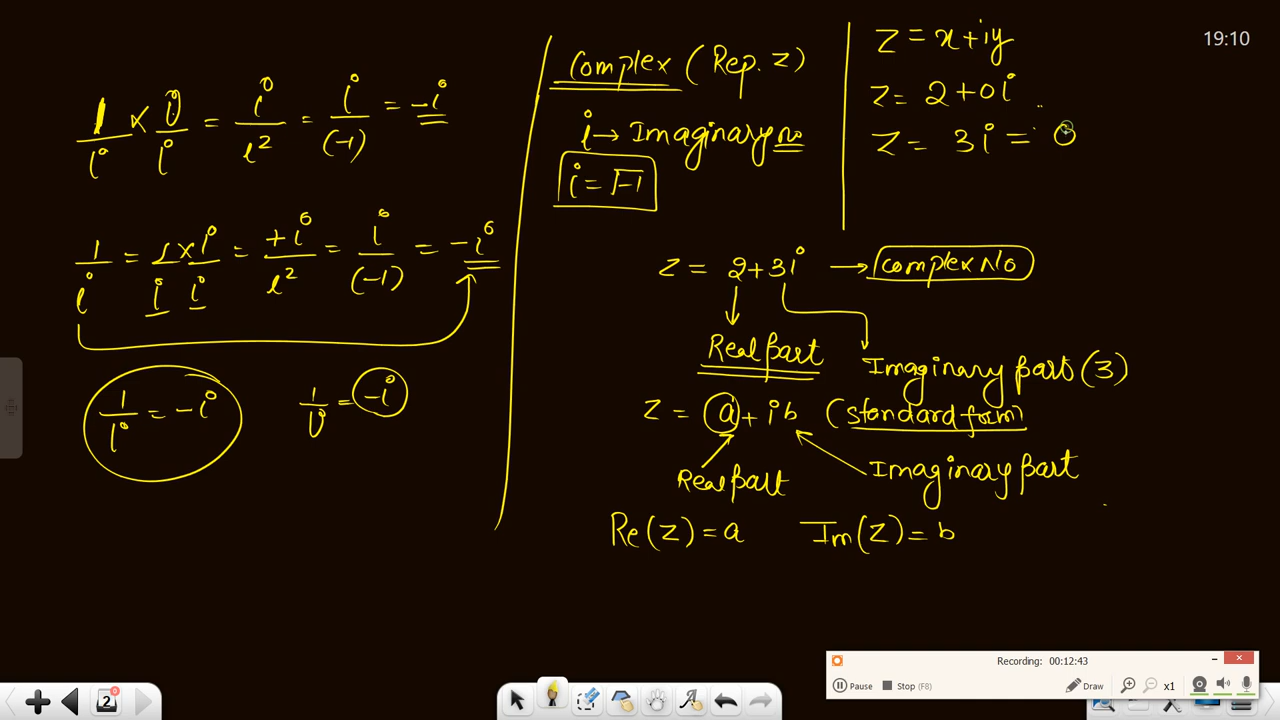 1/i × i/i = i/i² = i/(-1) = -i
1/i = 1/i × i/i = +i/i² = i/(-1) = -i
1/i = -i
1/i = -i
Complex (Rep. z)
i → Imaginary no
i = √-1
z = x+iy
z = 2+0i
z = 3i = 0
19:10
z = 2+3i → complex No
Real part
Imaginary part (3)
z = a + ib (standard form)
Real part
Imaginary part
Re(z) = a Im(z) = b
Recording: 00:12:43
Pause Stop (F8) Draw x1
2
0